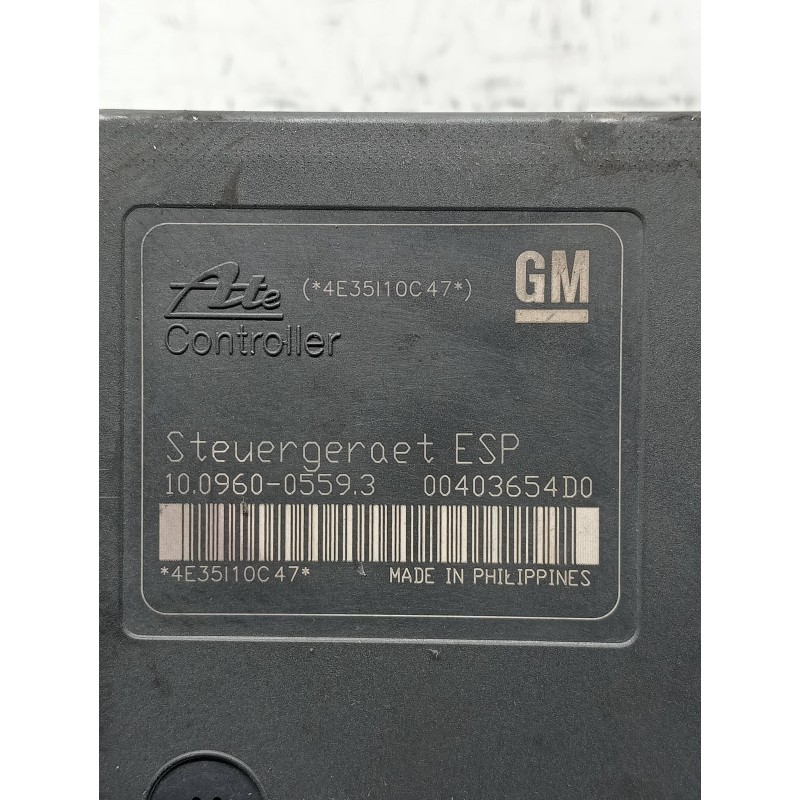 Ate (*4E35I10C47*) GM
Controller
Steuergeraet ESP
10.0960-0559.3 00403654D0
*4E35I10C47* MADE IN PHILIPPINES